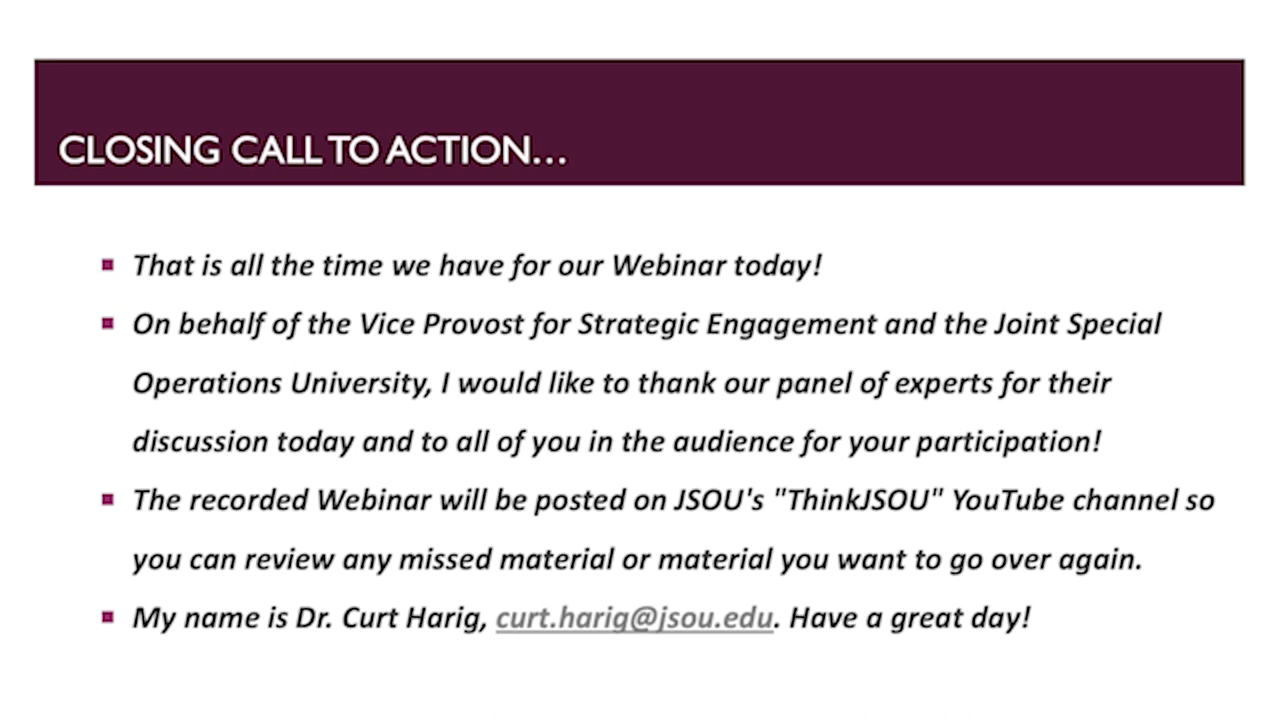 CLOSING CALL TO ACTION...
That is all the time we have for our Webinar today!
On behalf of the Vice Provost for Strategic Engagement and the Joint Special
Operations University, I would like to thank our panel of experts for their
discussion today and to all of you in the audience for your participation!
The recorded Webinar will be posted on JSOU's "ThinkJSOU" YouTube channel so
you can review any missed material or material you want to go over again.
My name is Dr. Curt Harig, curt.harig@jsou.edu. Have a great day!